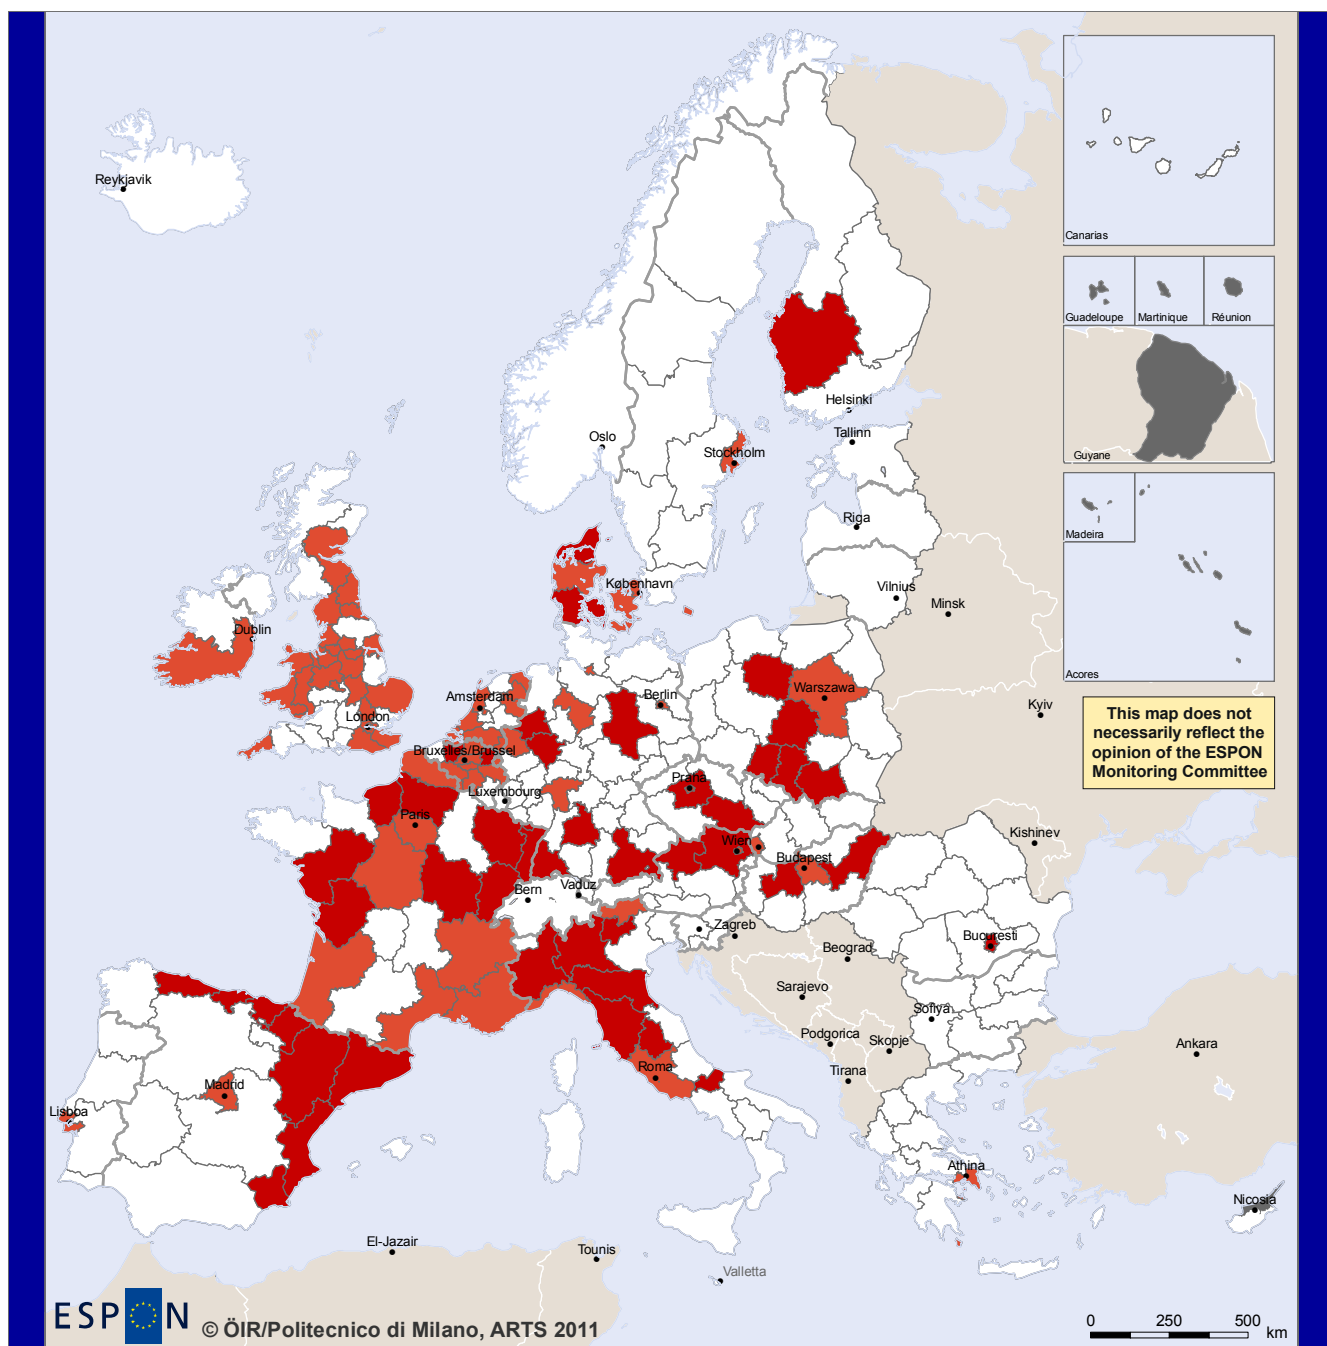 Reykjavik
Canarias
Guadeloupe
Martinique
Réunion
Helsinki
Oslo
Tallinn
Stockholm
Guyane
Riga
Madeira
København
Vilnius
Minsk
Dublin
Acores
Amsterdam
Berlin
Warszawa
London
Kyiv
This map does not
necessarily reflect the
opinion of the ESPON
Monitoring Committee
Bruxelles/Brussel
Praha
Luxembourg
Paris
Kishinev
Wien
Budapest
Bern
Vaduz
Zagreb
Bucuresti
Beograd
Sarajevo
Sofiya
Podgorica
Skopje
Ankara
Roma
Tirana
Madrid
Lisboa
Athina
Nicosia
El-Jazair
Tounis
Valletta
ESPON
© ÖIR/Politecnico di Milano, ARTS 2011
0 250 500
km